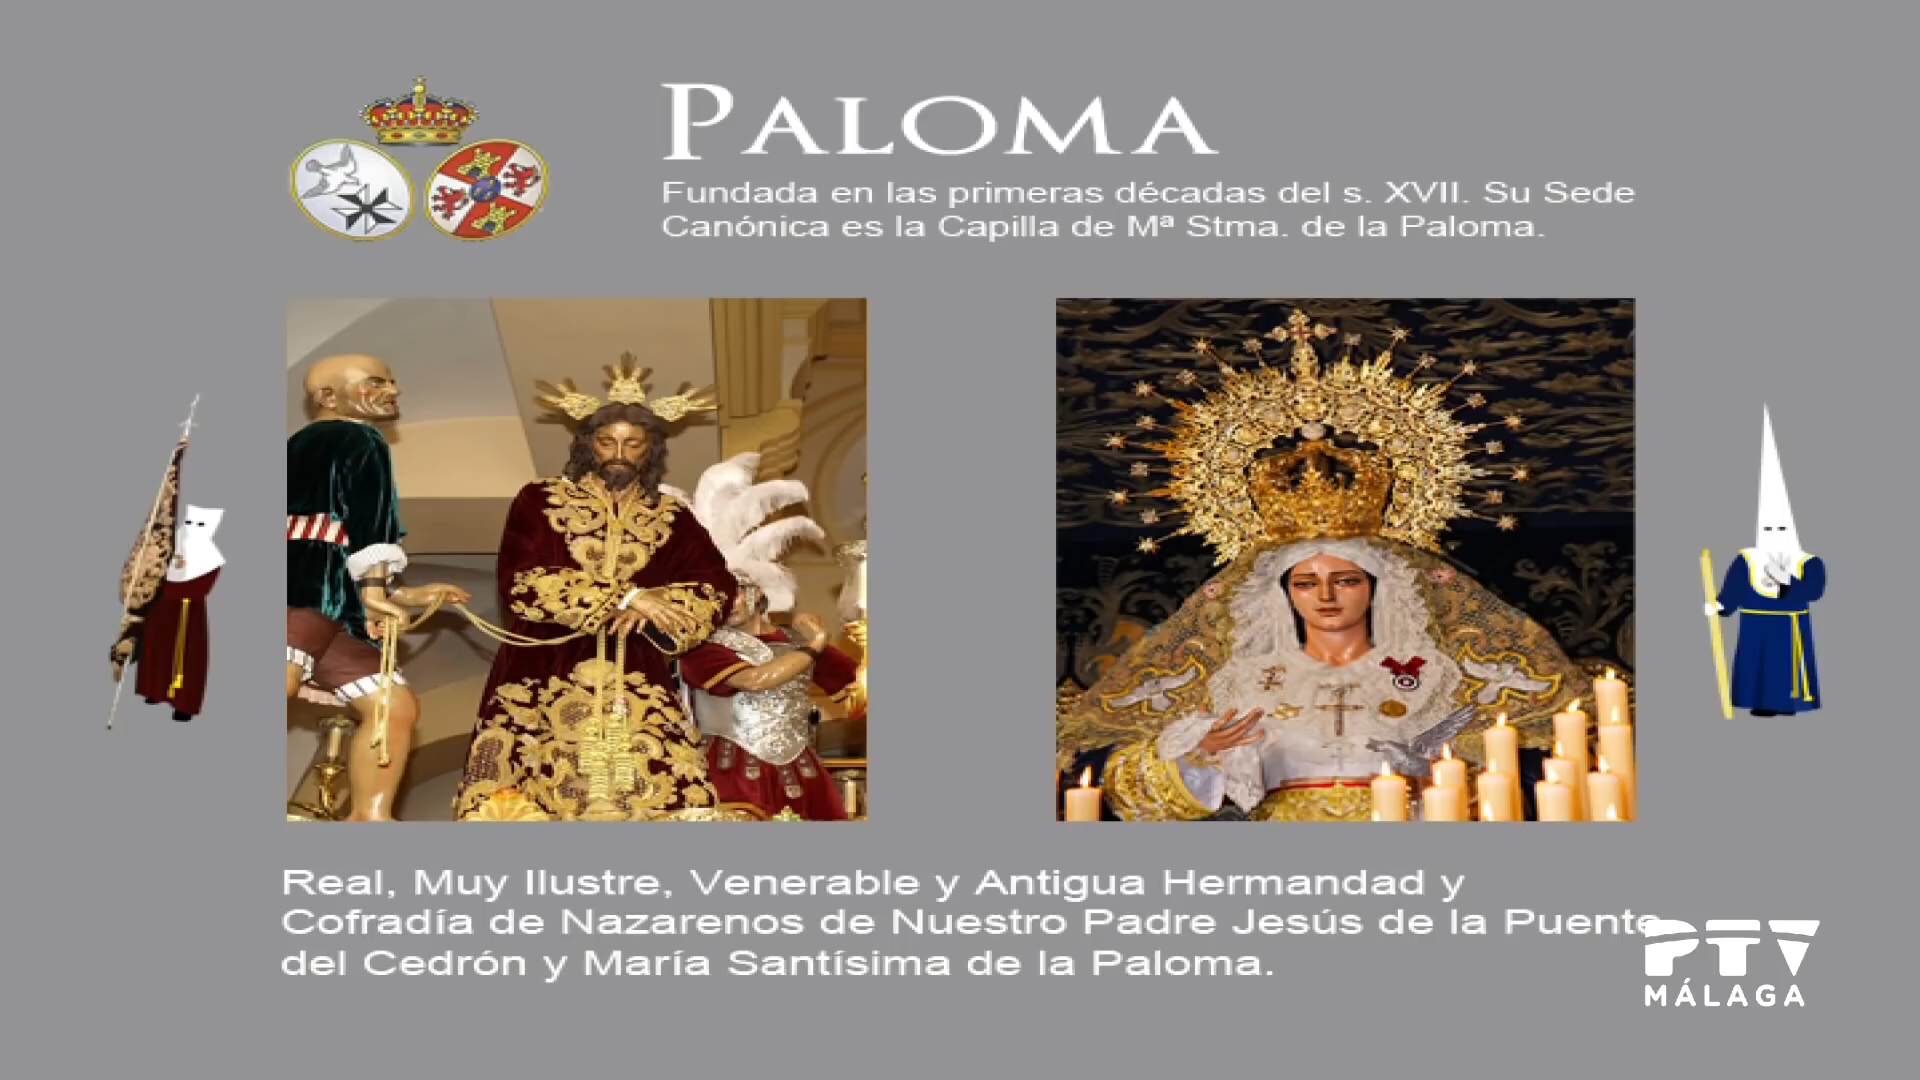 PALOMA
Fundada en las primeras décadas del s. XVII. Su Sede
Canónica es la Capilla de Mª Stma. de la Paloma.
Real, Muy Ilustre, Venerable y Antigua Hermandad y
Cofradía de Nazarenos de Nuestro Padre Jesús de la Puente
del Cedrón y María Santísima de la Paloma.
PTV
MÁLAGA